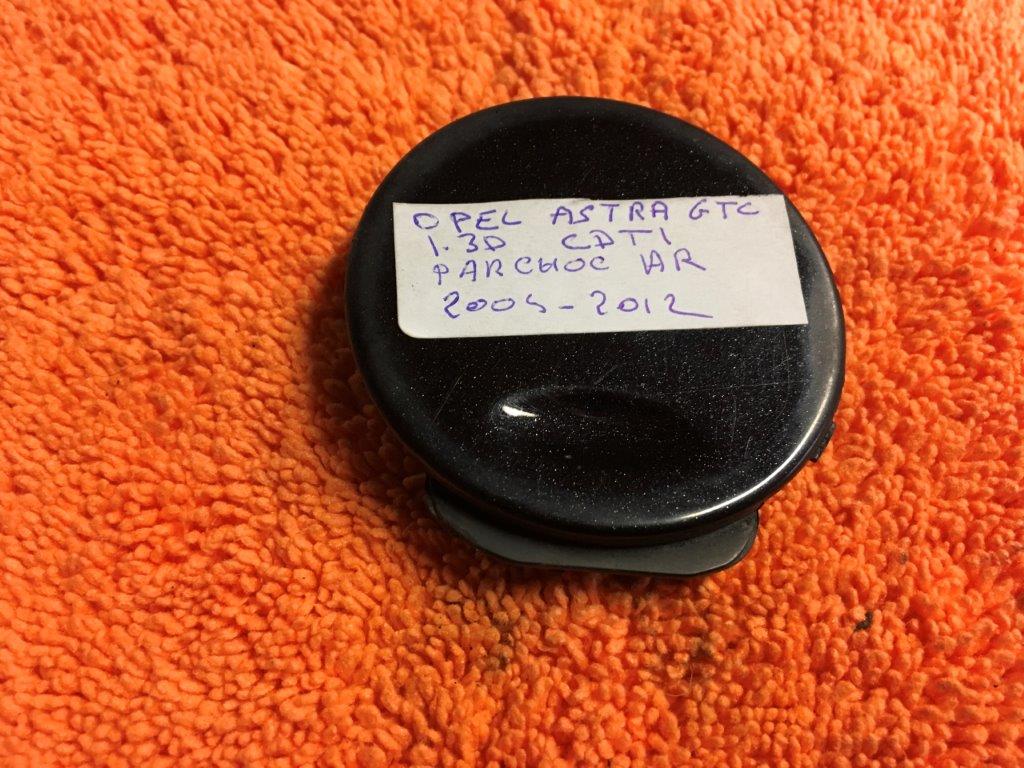 OPEL ASTRA GTC
1.3D CDTI
PARCHOC AR
2005-2012